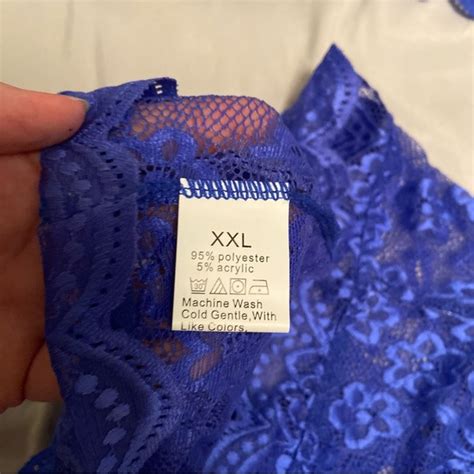 XXL
95% polyester
5% acrylic
Machine Wash
Cold Gentle,With
Like Colors,